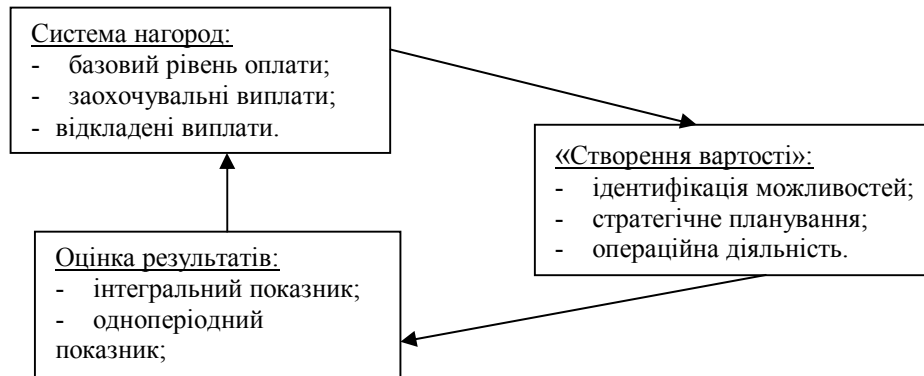 Система нагород:
- базовий рівень оплати;
- заохочувальні виплати;
- відкладені виплати.
«Створення вартості»:
- ідентифікація можливостей;
- стратегічне планування;
- операційна діяльність.
Оцінка результатів:
- інтегральний показник;
- одноперіодний
показник;